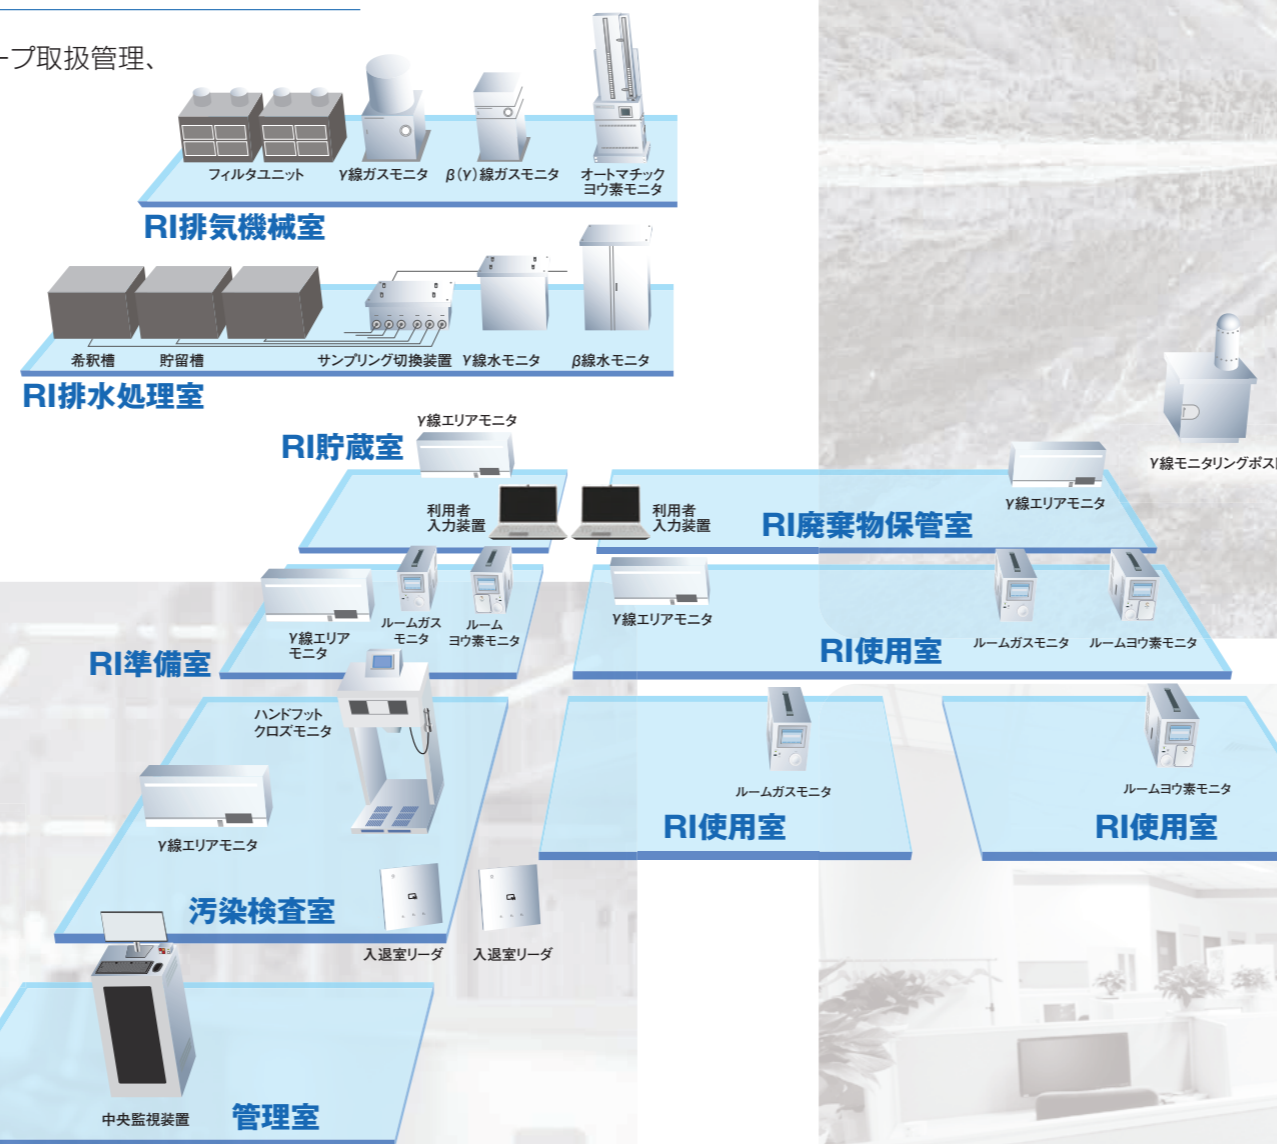 ープ取扱管理、
フィルタユニット
γ線ガスモニタ
β(γ)線ガスモニタ
オートマチック
ヨウ素モニタ
RI排気機械室
希釈槽
貯留槽
サンプリング切換装置
γ線水モニタ
β線水モニタ
RI排水処理室
γ線エリアモニタ
RI貯蔵室
利用者
入力装置
利用者
入力装置
RI廃棄物保管室
γ線エリアモニタ
γ線モニタリングポスト
γ線エリア
モニタ
ルームガス
モニタ
ルーム
ヨウ素モニタ
RI準備室
γ線エリアモニタ
RI使用室
ルームガスモニタ
ルームヨウ素モニタ
ハンドフット
クロズモニタ
γ線エリアモニタ
汚染検査室
ルームガスモニタ
RI使用室
ルームヨウ素モニタ
RI使用室
入退室リーダ
入退室リーダ
中央監視装置
管理室